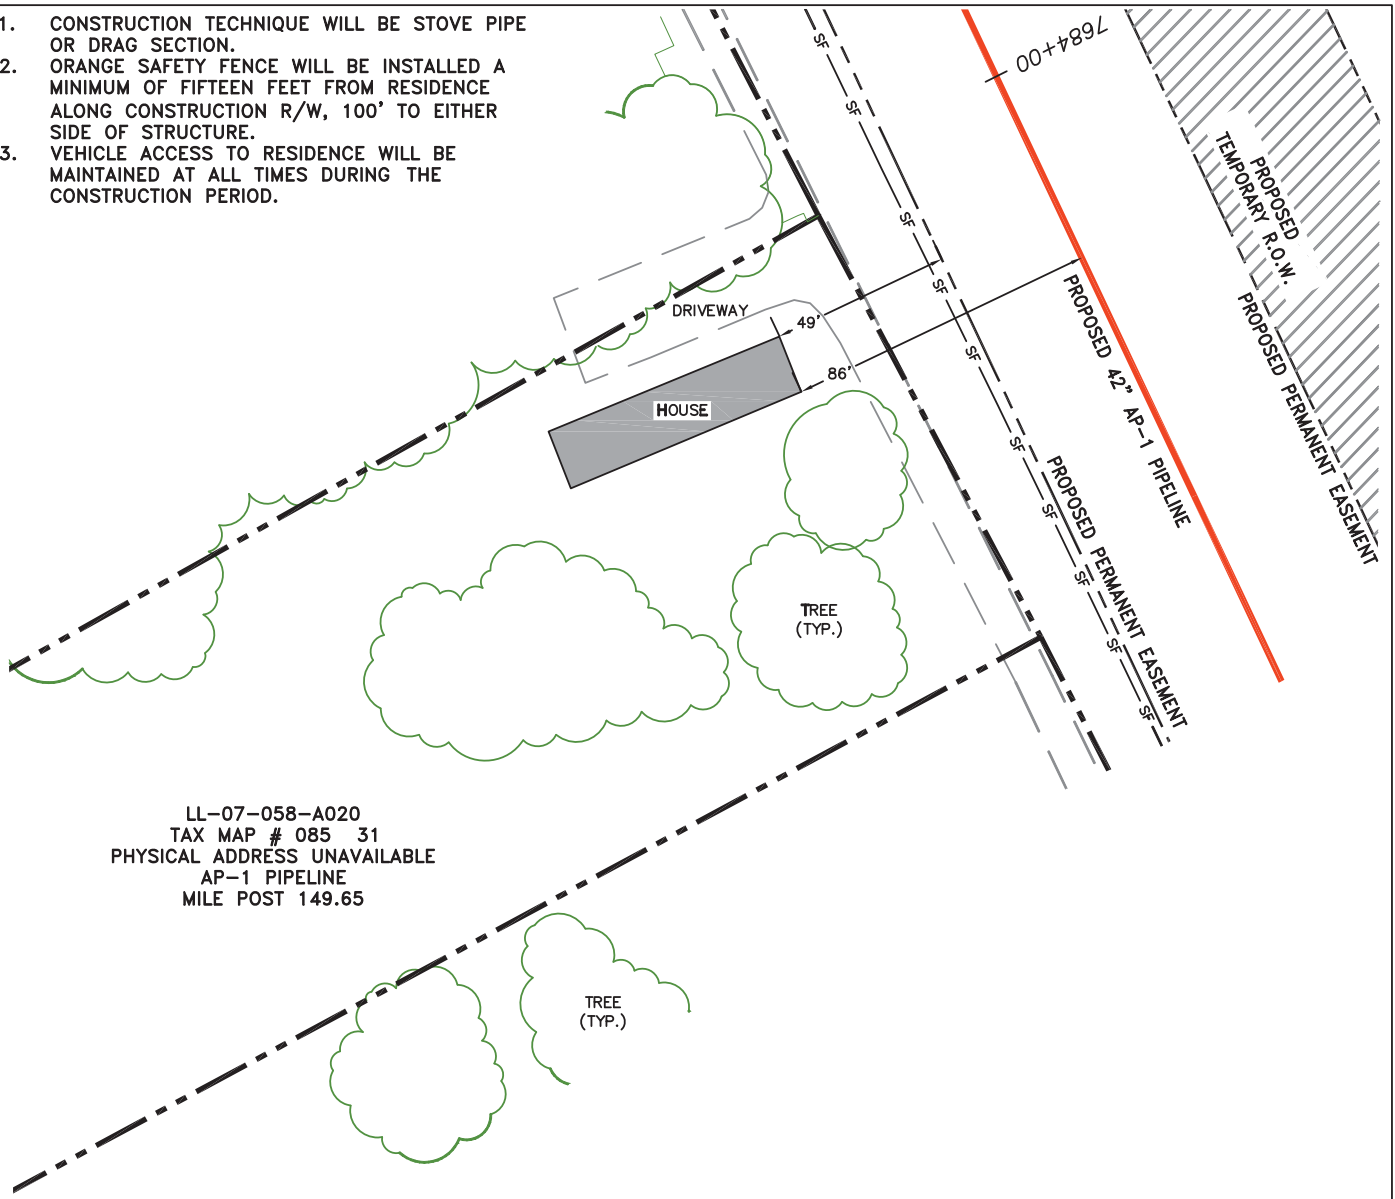 1. CONSTRUCTION TECHNIQUE WILL BE STOVE PIPE
OR DRAG SECTION.
2. ORANGE SAFETY FENCE WILL BE INSTALLED A
MINIMUM OF FIFTEEN FEET FROM RESIDENCE
ALONG CONSTRUCTION R/W, 100' TO EITHER
SIDE OF STRUCTURE.
3. VEHICLE ACCESS TO RESIDENCE WILL BE
MAINTAINED AT ALL TIMES DURING THE
CONSTRUCTION PERIOD.
7684+00
PROPOSED
TEMPORARY R.O.W.
PROPOSED PERMANENT EASEMENT
PROPOSED 42" AP-1 PIPELINE
PROPOSED PERMANENT EASEMENT
SF
SF
SF
SF
SF
SF
SF
SF
SF
SF
DRIVEWAY
49'
86'
HOUSE
TREE
(TYP.)
LL-07-058-A020
TAX MAP # 085 31
PHYSICAL ADDRESS UNAVAILABLE
AP-1 PIPELINE
MILE POST 149.65
TREE
(TYP.)